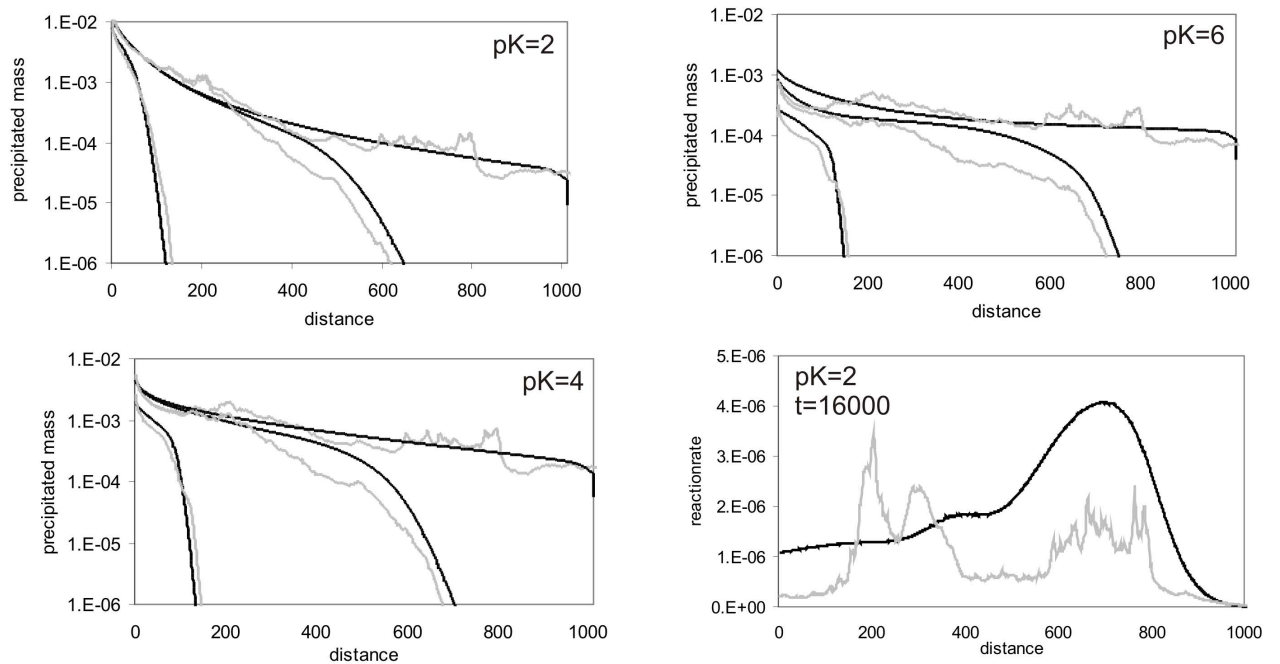 1.E-02
1.E-03
1.E-04
1.E-05
1.E-06
precipitated mass
pK=2
0 200 400 600 800 1000
distance
1.E-02
1.E-03
1.E-04
1.E-05
1.E-06
precipitated mass
pK=6
0 200 400 600 800 1000
distance
1.E-02
1.E-03
1.E-04
1.E-05
1.E-06
precipitated mass
pK=4
0 200 400 600 800 1000
distance
5.E-06
4.E-06
3.E-06
2.E-06
1.E-06
0.E+00
reactionrate
pK=2
t=16000
0 200 400 600 800 1000
distance